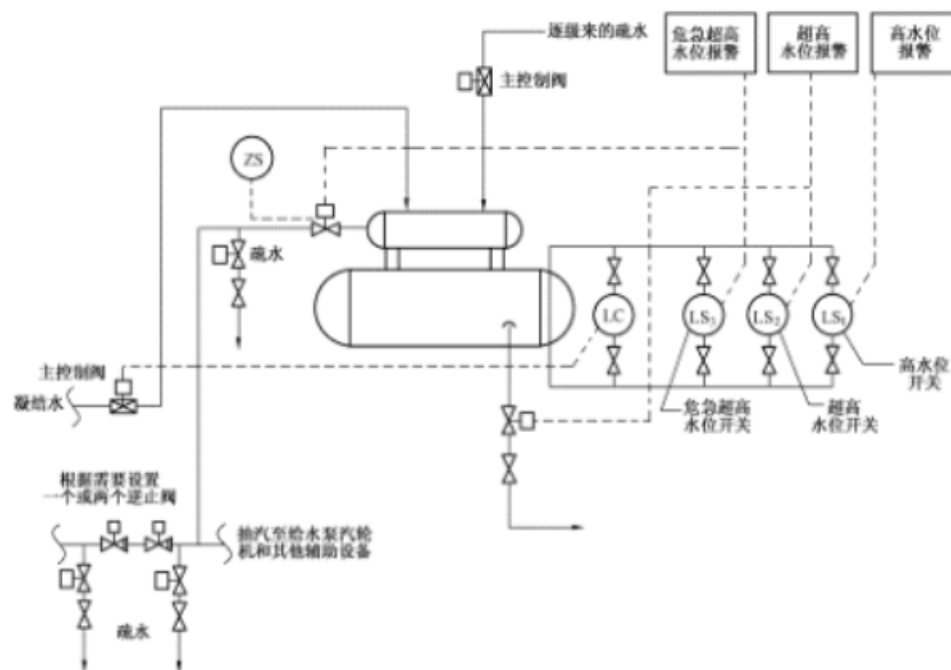 逐级来的疏水
危急超高
水位报警
超高
水位报警
高水位
报警
主控制阀
ZS
疏水
LC
LS3
LS2
LS1
主控制阀
凝结水
高水位
开关
危急超高
水位开关
超高
水位开关
根据需要设置
一个或两个逆止阀
抽汽至给水泵汽轮
机和其他辅助设备
疏水